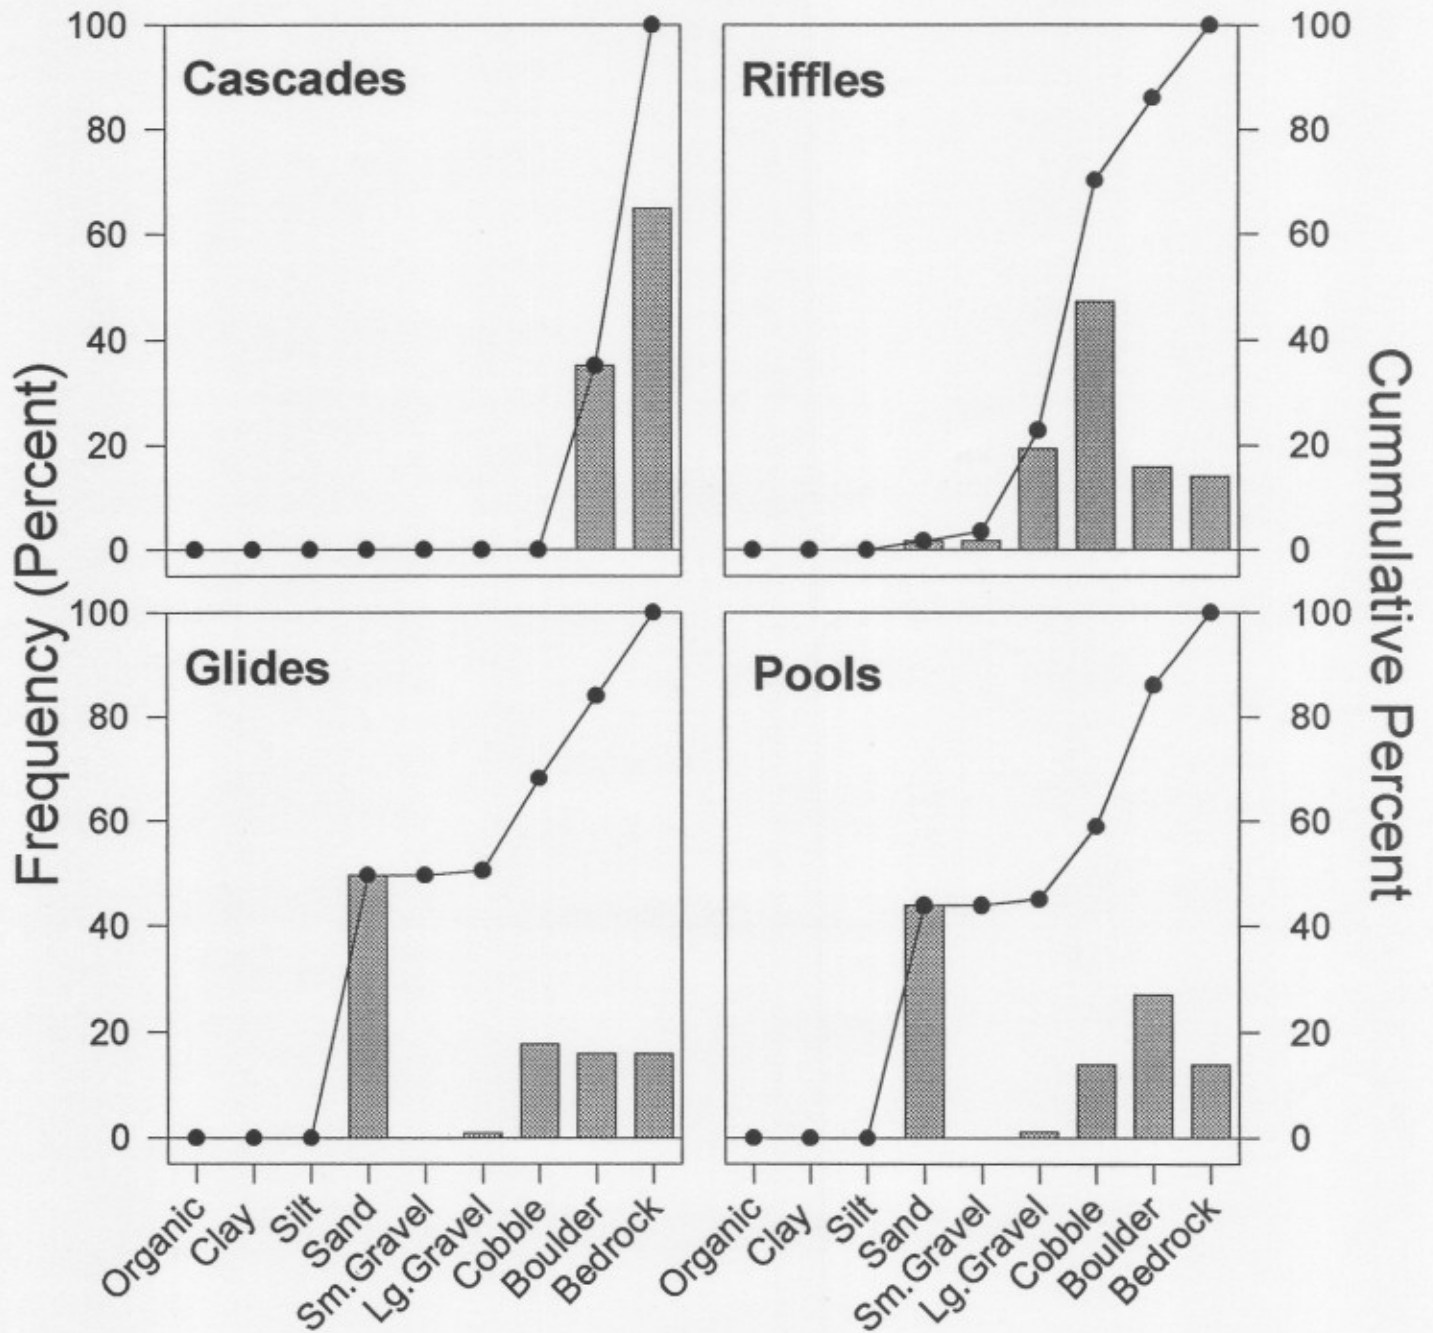 Frequency (Percent)
Cummulative Percent
Cascades
100
80
60
40
20
0
Riffles
100
80
60
40
20
0
Glides
100
80
60
40
20
0
Organic
Clay
Silt
Sand
Sm.Gravel
Lg.Gravel
Cobble
Boulder
Bedrock
Pools
100
80
60
40
20
0
Organic
Clay
Silt
Sand
Sm.Gravel
Lg.Gravel
Cobble
Boulder
Bedrock